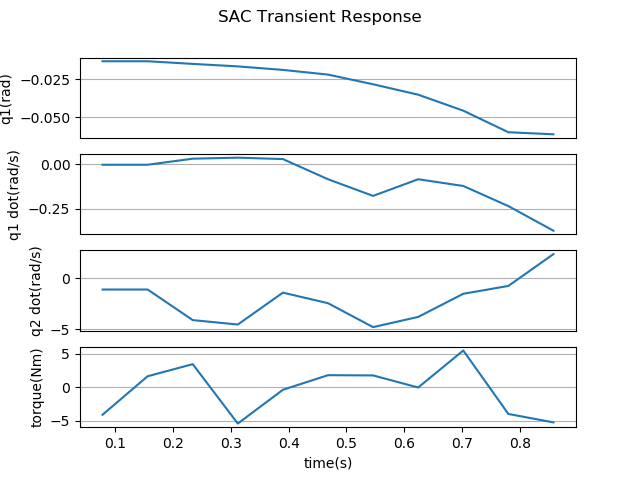 SAC Transient Response
q1(rad)
−0.025
−0.050
q1 dot(rad/s)
0.00
−0.25
q2 dot(rad/s)
0
−5
torque(Nm)
5
0
−5
0.1 0.2 0.3 0.4 0.5 0.6 0.7 0.8
time(s)